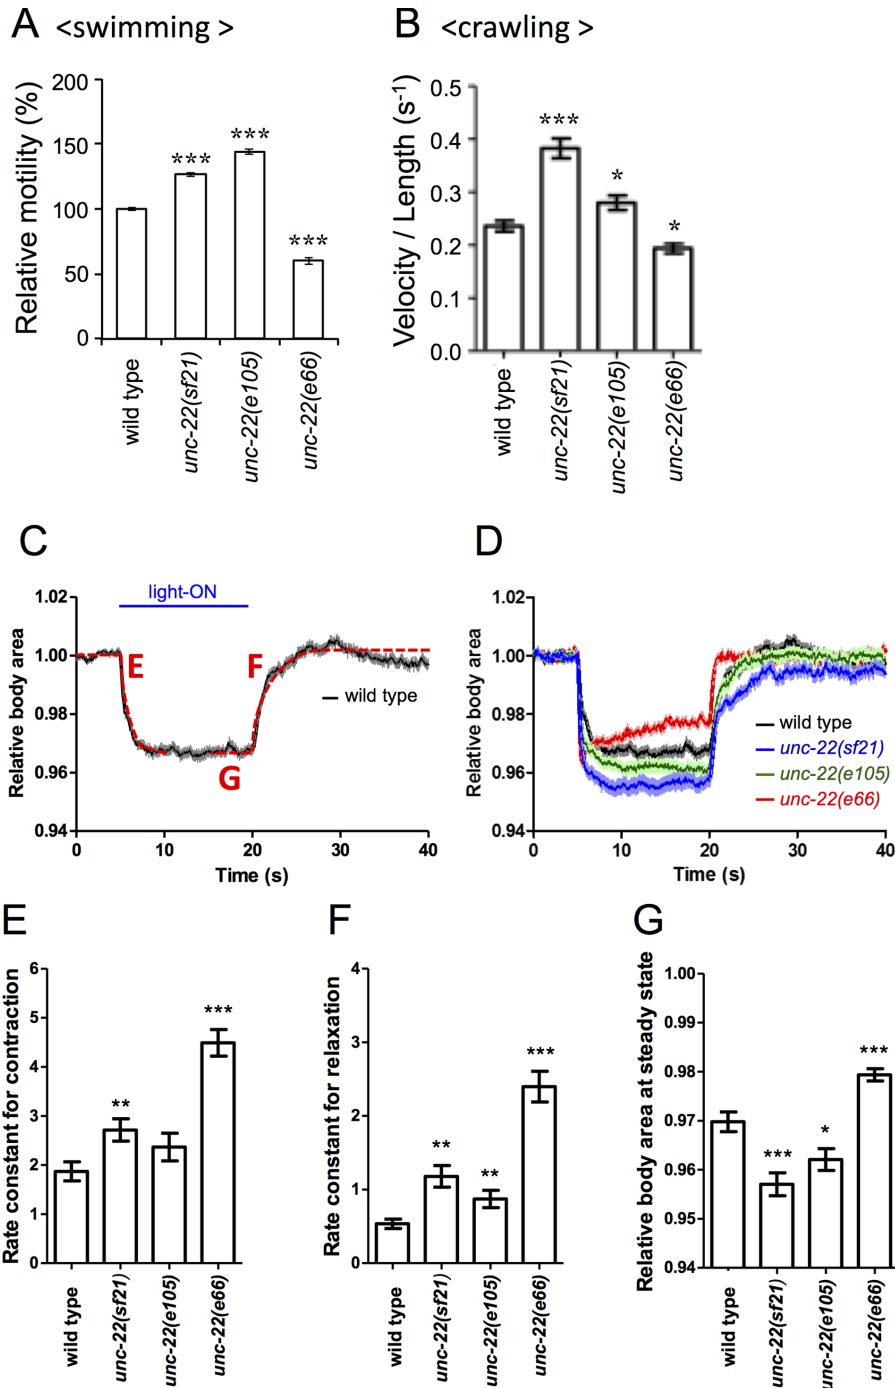 A <swimming >
Relative motility (%)
200
150
100
50
0
***
***
***
wild type
unc-22(sf21)
unc-22(e105)
unc-22(e66)
B <crawling >
Velocity / Length (s-1)
0.5
0.4
0.3
0.2
0.1
0.0
***
*
*
wild type
unc-22(sf21)
unc-22(e105)
unc-22(e66)
C
light-ON
Relative body area
1.02
1.00
0.98
0.96
0.94
E
F
G
wild type
0
10
20
30
40
Time (s)
D
Relative body area
1.02
1.00
0.98
0.96
0.94
wild type
unc-22(sf21)
unc-22(e105)
unc-22(e66)
0
10
20
30
40
Time (s)
E
Rate constant for contraction
6
5
4
3
2
1
0
**
***
wild type
unc-22(sf21)
unc-22(e105)
unc-22(e66)
F
Rate constant for relaxation
4
3
2
1
0
**
**
***
wild type
unc-22(sf21)
unc-22(e105)
unc-22(e66)
G
Relative body area at steady state
1.00
0.99
0.98
0.97
0.96
0.95
0.94
***
*
***
wild type
unc-22(sf21)
unc-22(e105)
unc-22(e66)